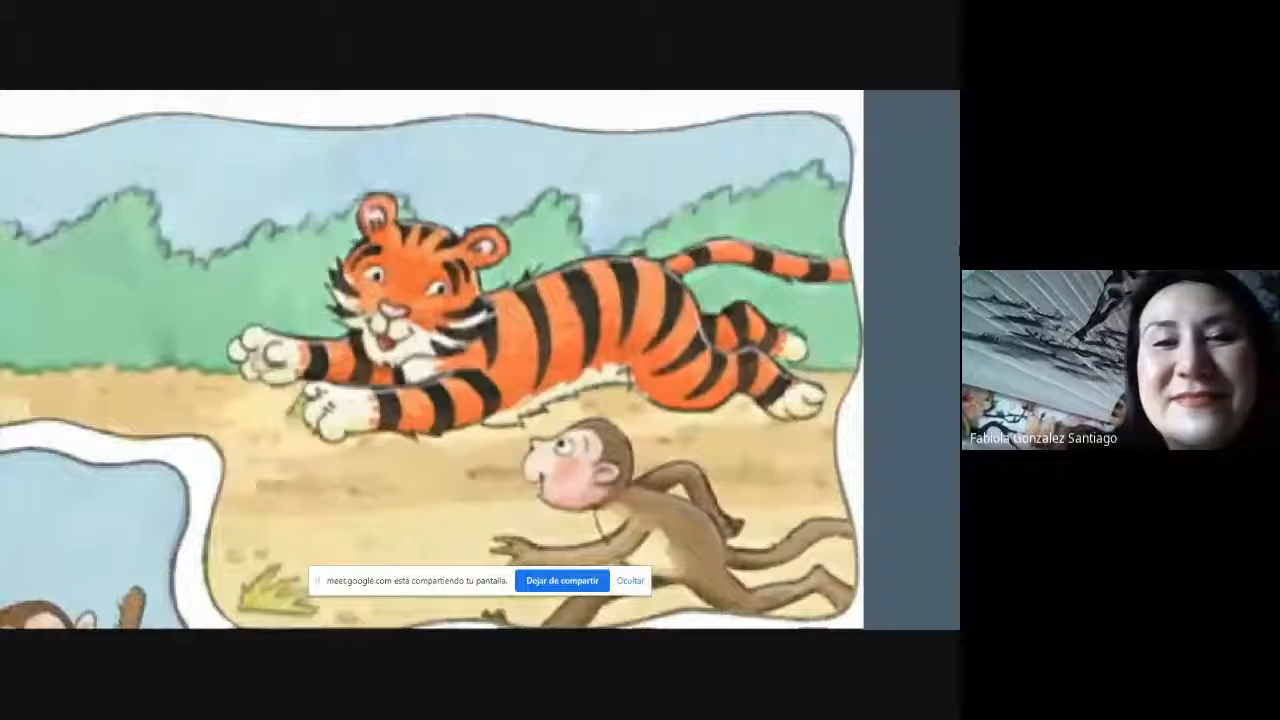 Fabiola Gonzalez Santiago
meet.google.com está compartiendo tu pantalla.
Dejar de compartir
Ocultar